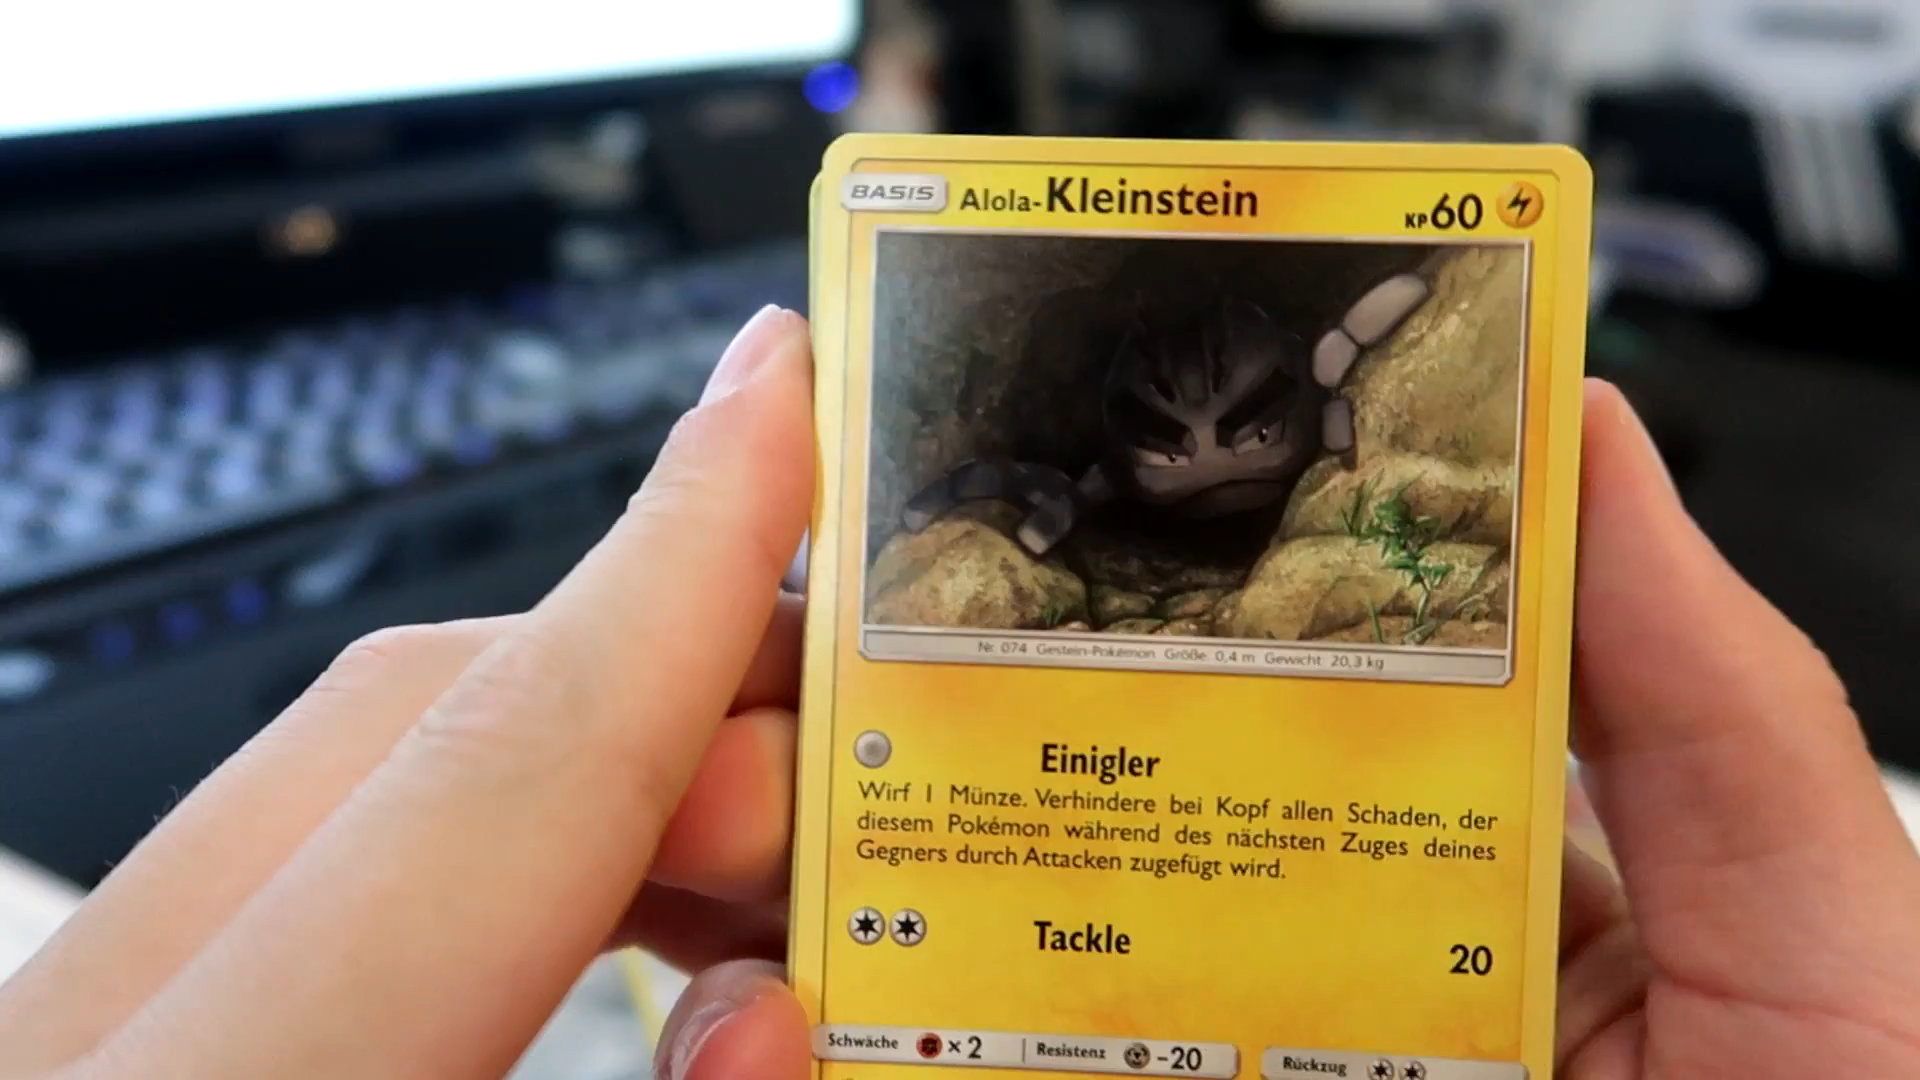 BASIS Alola-Kleinstein KP60
Nr. 074 Gestein-Pokémon Größe: 0,4 m Gewicht: 20,3 kg
Einigler
Wirf 1 Münze. Verhindere bei Kopf allen Schaden, der
diesem Pokémon während des nächsten Zuges deines
Gegners durch Attacken zugefügt wird.
Tackle 20
Schwäche ×2 Resistenz -20 Rückzug